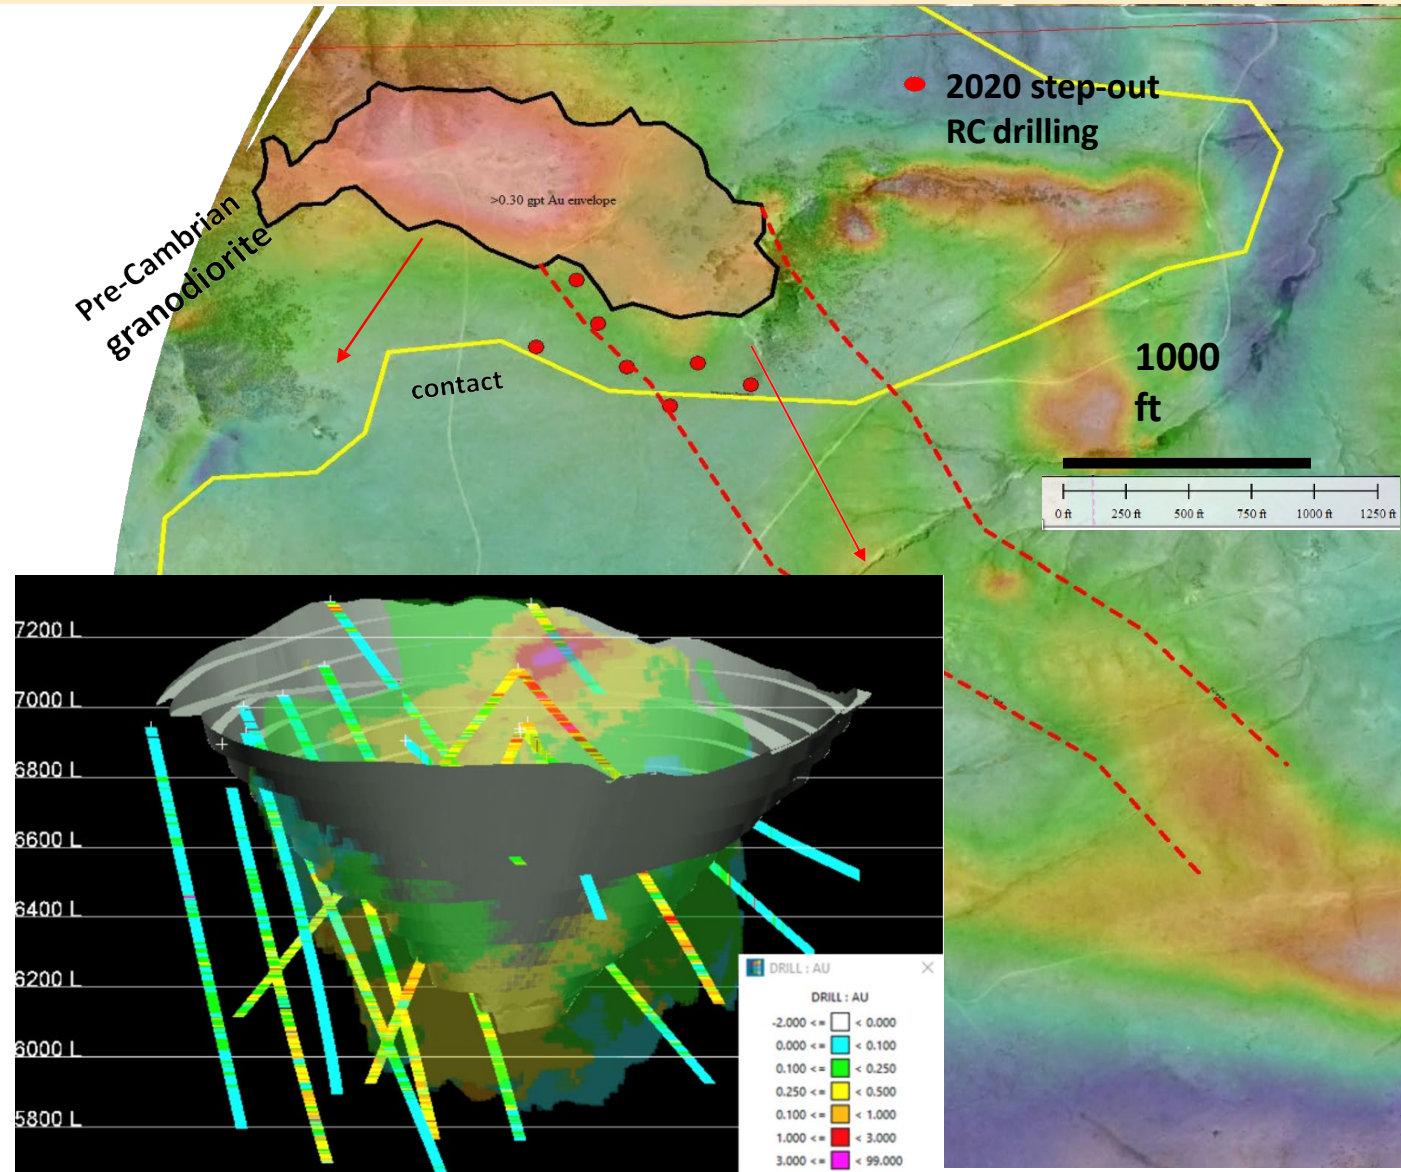 2020 step-out
RC drilling
>0.30 gpt Au envelope
Pre-Cambrian
granodiorite
contact
1000
ft
0 ft 250 ft 500 ft 750 ft 1000 ft 1250 ft
7200 L
7000 L
6800 L
6600 L
6400 L
6200 L
6000 L
5800 L
DRILL : AU
DRILL : AU
-2.000 <= < 0.000
0.000 <= < 0.100
0.100 <= < 0.250
0.250 <= < 0.500
0.100 <= < 1.000
1.000 <= < 3.000
3.000 <= < 99.000